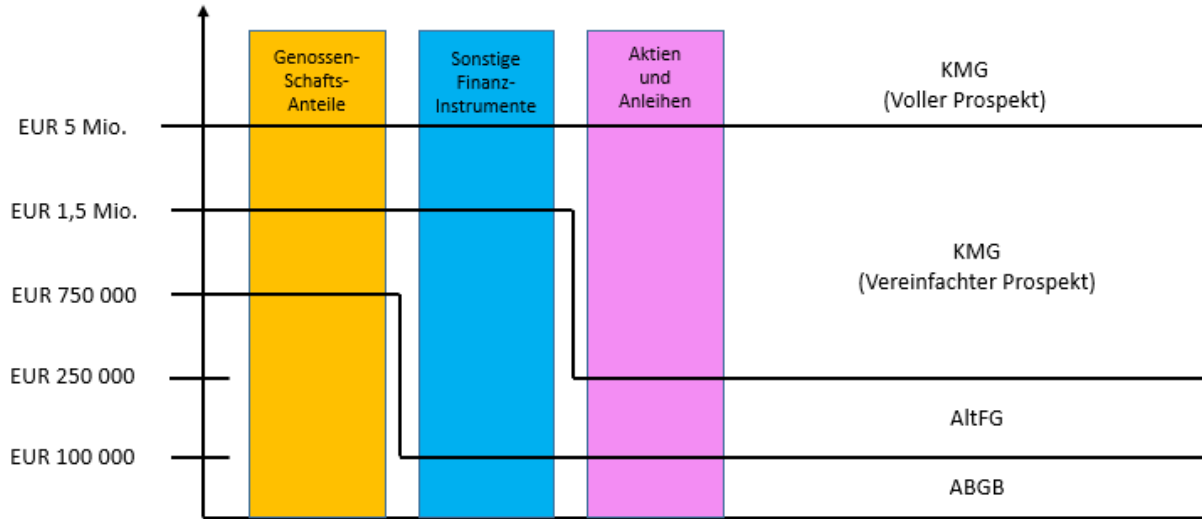 Genossen-
Schafts-
Anteile
Sonstige
Finanz-
Instrumente
Aktien
und
Anleihen
KMG
(Voller Prospekt)
EUR 5 Mio.
EUR 1,5 Mio.
KMG
(Vereinfachter Prospekt)
EUR 750 000
EUR 250 000
AltFG
EUR 100 000
ABGB